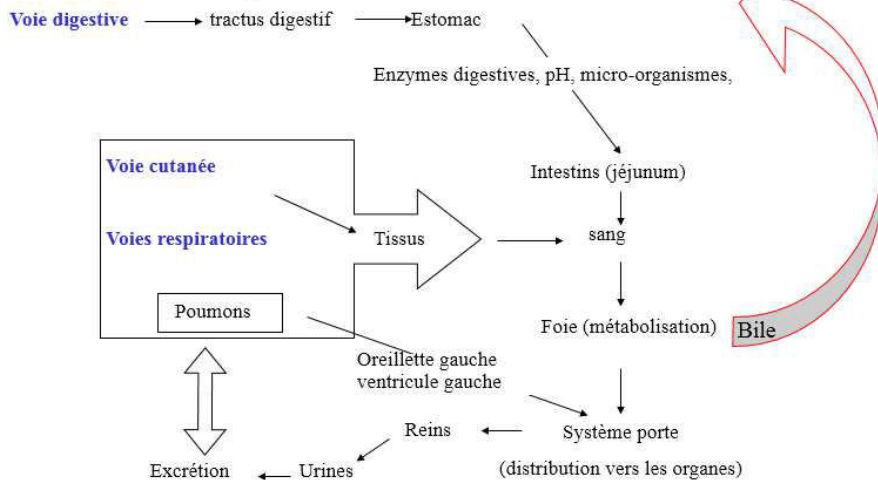 Voie digestive tractus digestif Estomac
Enzymes digestives, pH, micro-organismes,
Voie cutanée
Intestins (jéjunum)
Voies respiratoires
Tissus
sang
Poumons
Foie (métabolisation)
Bile
Oreillette gauche
ventricule gauche
Reins
Système porte
(distribution vers les organes)
Excrétion
Urines